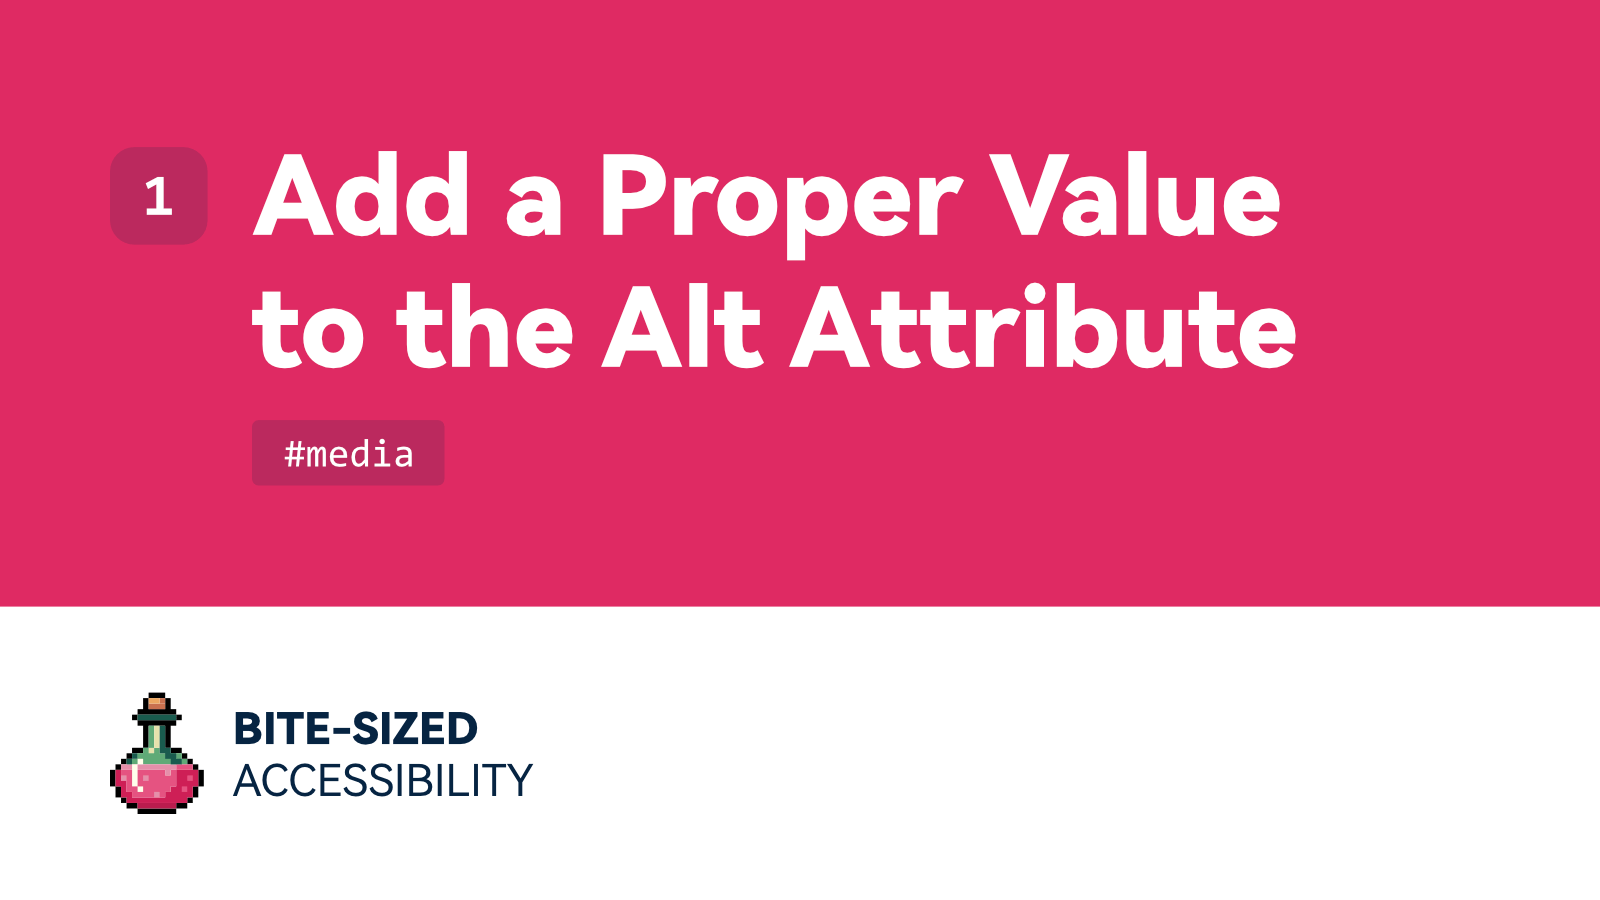 1
Add a Proper Value
to the Alt Attribute
#media
BITE-SIZED
ACCESSIBILITY